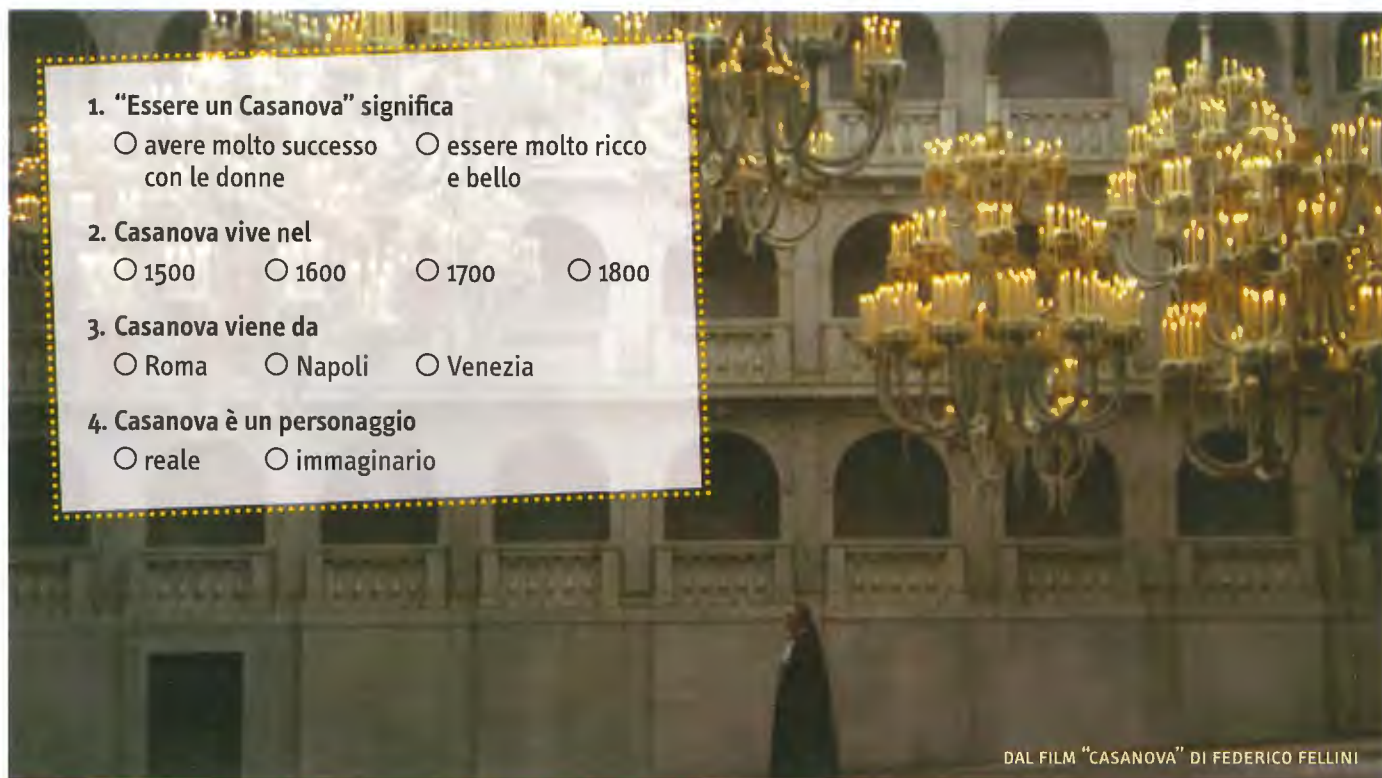 1. “Essere un Casanova” significa
○ avere molto successo con le donne ○ essere molto ricco e bello
2. Casanova vive nel
○ 1500 ○ 1600 ○ 1700 ○ 1800
3. Casanova viene da
○ Roma ○ Napoli ○ Venezia
4. Casanova è un personaggio
○ reale ○ immaginario
DAL FILM “CASANOVA” DI FEDERICO FELLINI